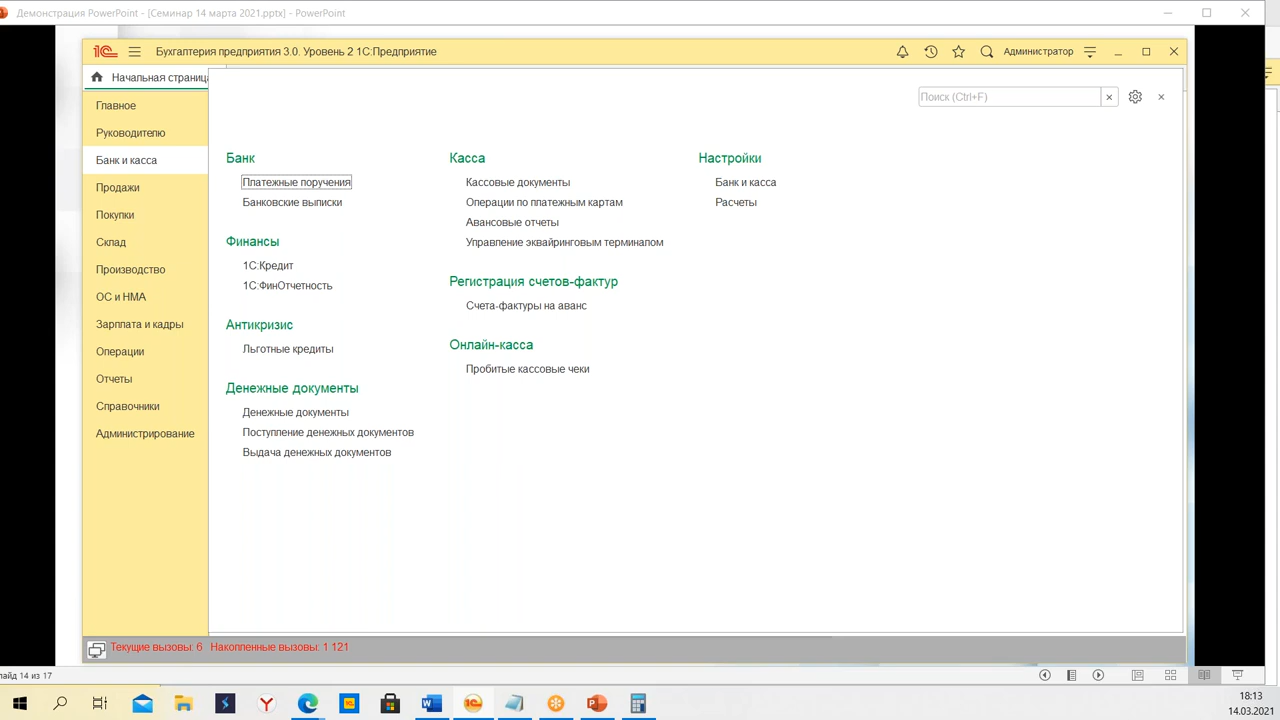 Демонстрация PowerPoint - [Семинар 14 марта 2021.pptx] - PowerPoint
1С Бухгалтерия предприятия 3.0. Уровень 2 1С:Предприятие
Администратор
Начальная страница
Поиск (Ctrl+F)
Главное
Руководителю
Банк и касса
Продажи
Покупки
Склад
Производство
ОС и НМА
Зарплата и кадры
Операции
Отчеты
Справочники
Администрирование
Банк
Платежные поручения
Банковские выписки
Финансы
1С:Кредит
1С:ФинОтчетность
Антикризис
Льготные кредиты
Денежные документы
Денежные документы
Поступление денежных документов
Выдача денежных документов
Касса
Кассовые документы
Операции по платежным картам
Авансовые отчеты
Управление эквайринговым терминалом
Регистрация счетов-фактур
Счета-фактуры на аванс
Онлайн-касса
Пробитые кассовые чеки
Настройки
Банк и касса
Расчеты
Текущие вызовы: 6 Накопленные вызовы: 1 121
лайд 14 из 17
18:13
14.03.2021